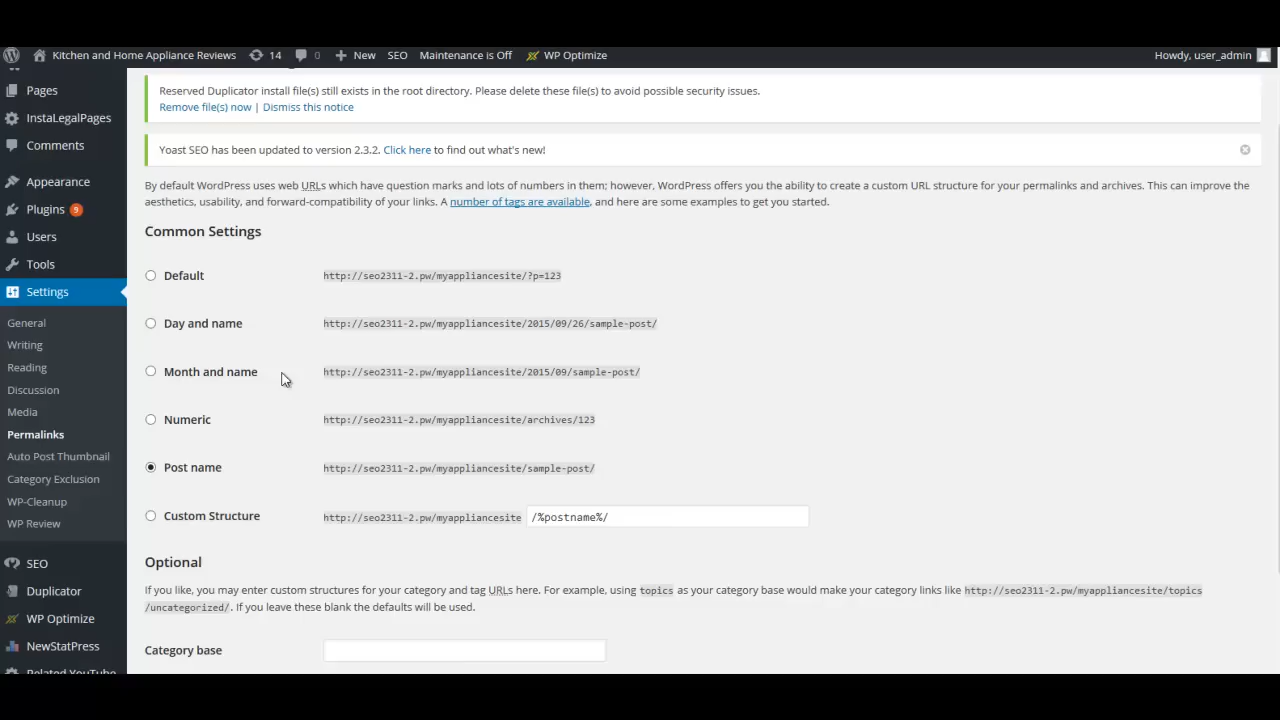 Kitchen and Home Appliance Reviews 14 0 New SEO Maintenance is Off WP Optimize Howdy, user_admin
Pages
InstaLegalPages
Comments
Appearance
Plugins 9
Users
Tools
Settings
General
Writing
Reading
Discussion
Media
Permalinks
Auto Post Thumbnail
Category Exclusion
WP-Cleanup
WP Review
SEO
Duplicator
WP Optimize
NewStatPress
Related YouTube
Reserved Duplicator install file(s) still exists in the root directory. Please delete these file(s) to avoid possible security issues.
Remove file(s) now | Dismiss this notice
Yoast SEO has been updated to version 2.3.2. Click here to find out what's new!
By default WordPress uses web URLs which have question marks and lots of numbers in them; however, WordPress offers you the ability to create a custom URL structure for your permalinks and archives. This can improve the
aesthetics, usability, and forward-compatibility of your links. A number of tags are available, and here are some examples to get you started.
Common Settings
Default http://seo2311-2.pw/myappliancesite/?p=123
Day and name http://seo2311-2.pw/myappliancesite/2015/09/26/sample-post/
Month and name http://seo2311-2.pw/myappliancesite/2015/09/sample-post/
Numeric http://seo2311-2.pw/myappliancesite/archives/123
Post name http://seo2311-2.pw/myappliancesite/sample-post/
Custom Structure http://seo2311-2.pw/myappliancesite /%postname%/
Optional
If you like, you may enter custom structures for your category and tag URLs here. For example, using topics as your category base would make your category links like http://seo2311-2.pw/myappliancesite/topics
/uncategorized/. If you leave these blank the defaults will be used.
Category base